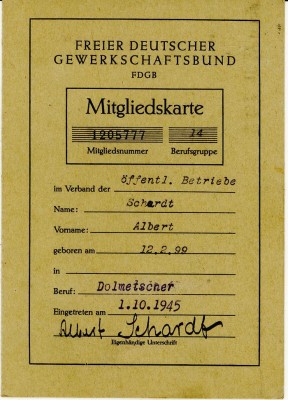 FREIER DEUTSCHER
GEWERKSCHAFTSBUND
FDGB
Mitgliedskarte
1205777 14
Mitgliedsnummer Berufsgruppe
im Verband der öffentl. Betriebe
Name: Schardt
Vorname: Albert
geboren am 12.2.99
in
Beruf: Dolmetscher
Eingetreten am 1.10.1945
Albert Schardt
Eigenhändige Unterschrift